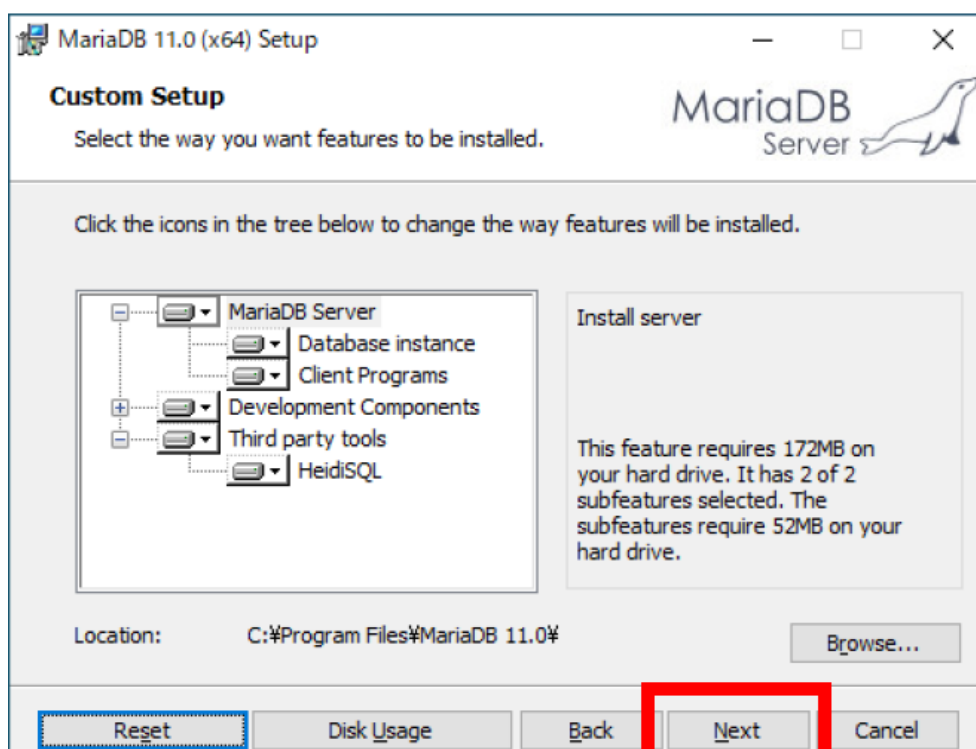 MariaDB 11.0 (x64) Setup
Custom Setup
Select the way you want features to be installed.
MariaDB
Server
Click the icons in the tree below to change the way features will be installed.
MariaDB Server
Database instance
Client Programs
Development Components
Third party tools
HeidiSQL
Install server
This feature requires 172MB on
your hard drive. It has 2 of 2
subfeatures selected. The
subfeatures require 52MB on your
hard drive.
Location: C:¥Program Files¥MariaDB 11.0¥
Browse...
Reset Disk Usage Back Next Cancel